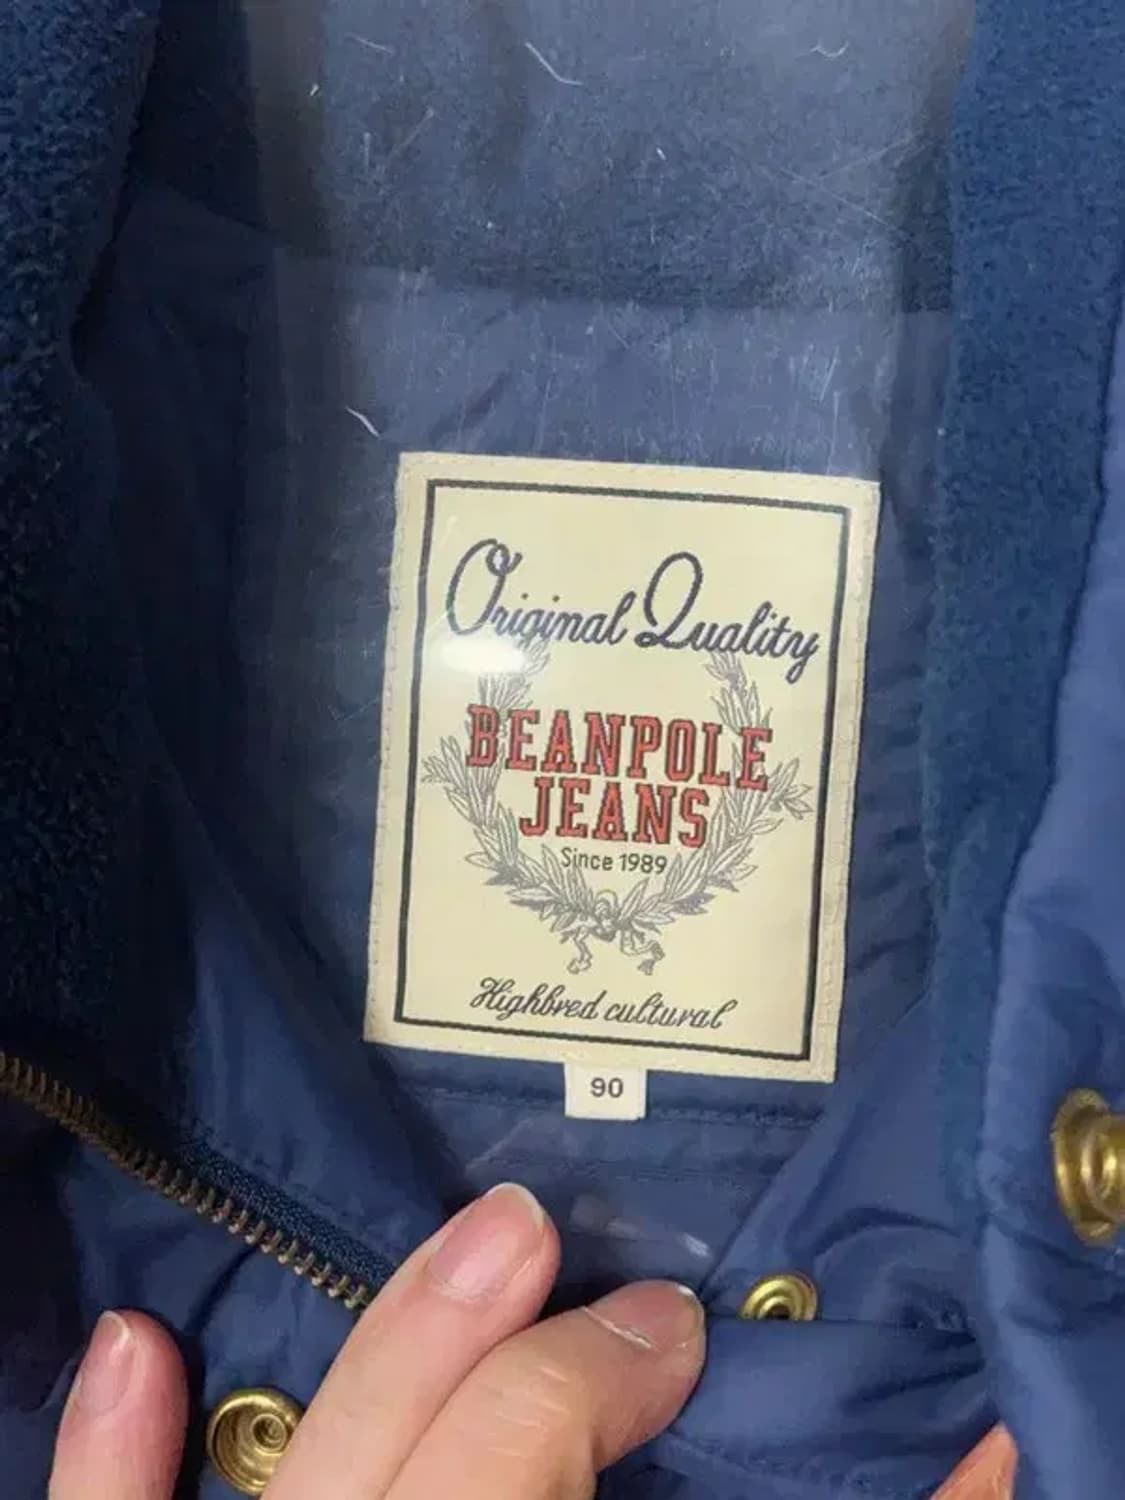 Original Quality
BEANPOLE
JEANS
Since 1989
Highbred cultural
90